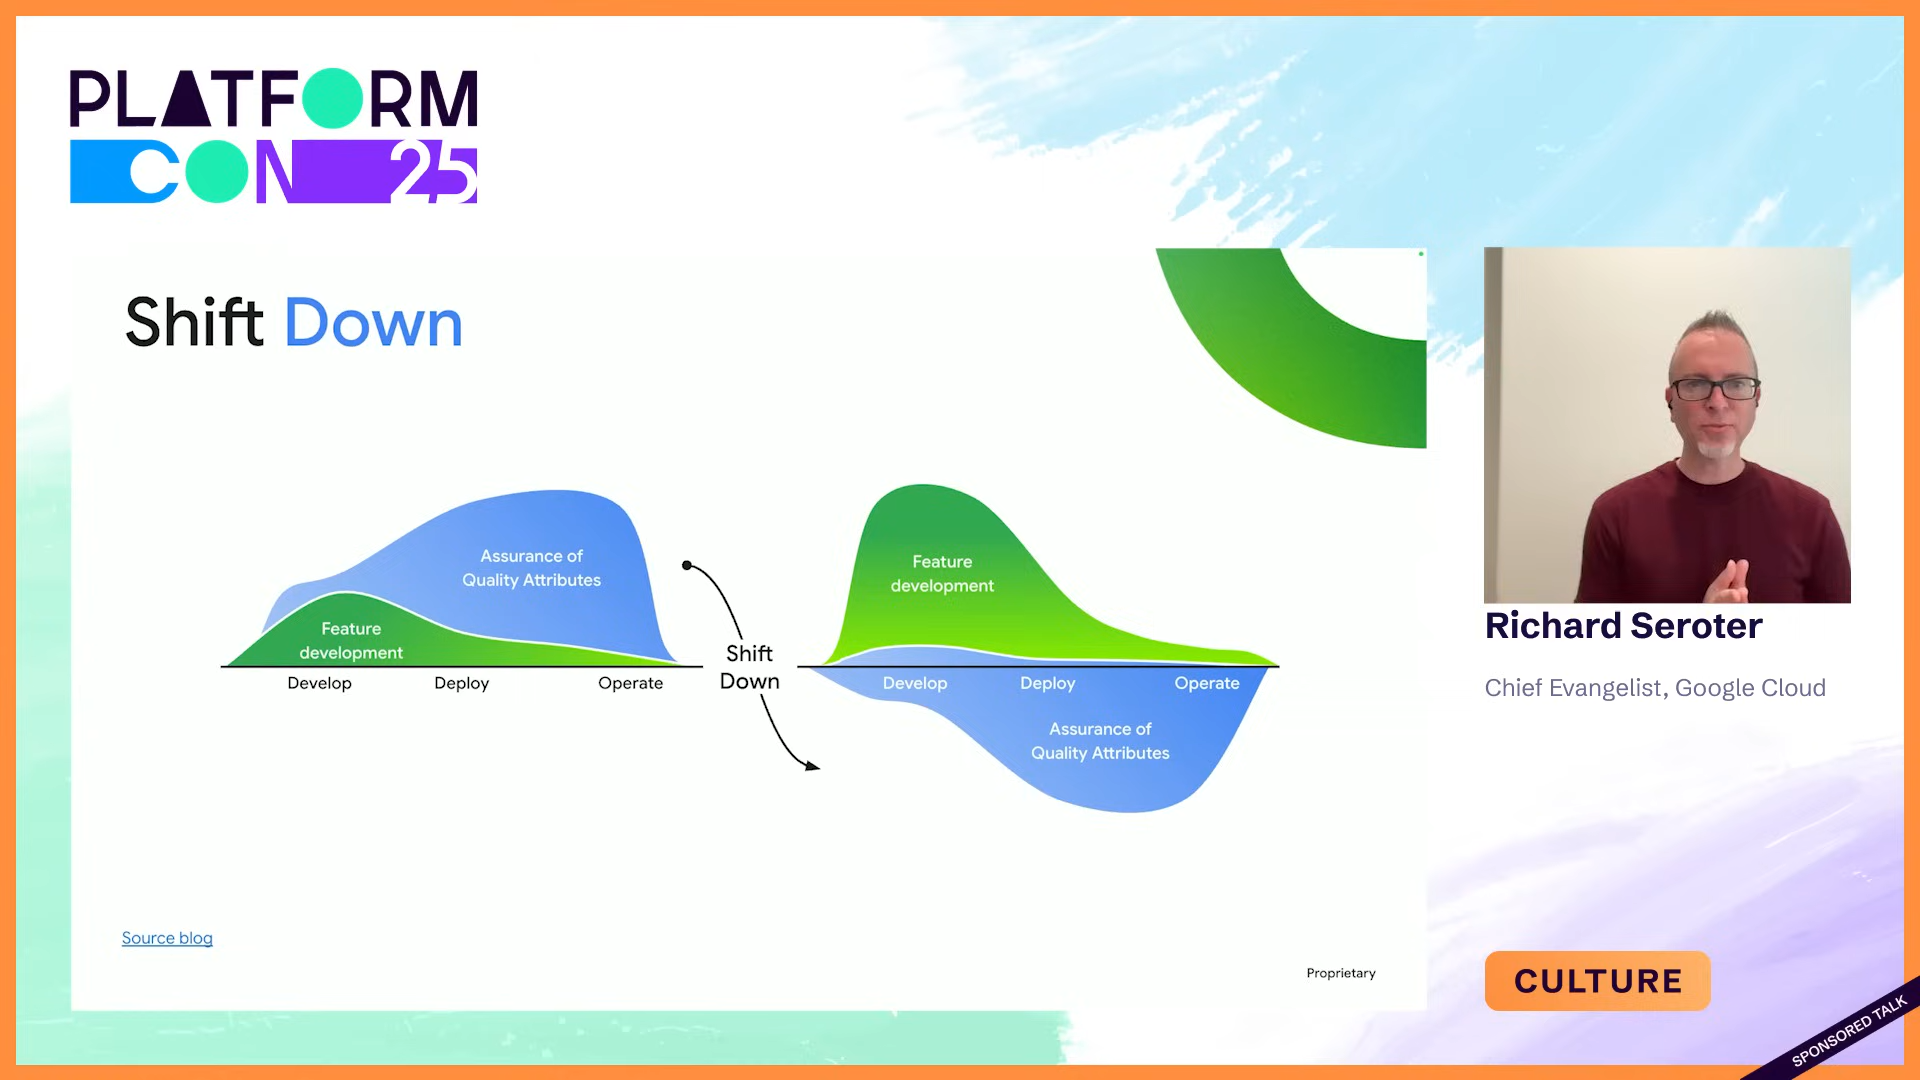 PLATFORM
CON 25
Shift Down
Assurance of
Quality Attributes
Feature
development
Develop
Deploy
Operate
Shift
Down
Feature
development
Develop
Deploy
Operate
Assurance of
Quality Attributes
Source blog
Proprietary
Richard Seroter
Chief Evangelist, Google Cloud
CULTURE
SPONSORED TALK